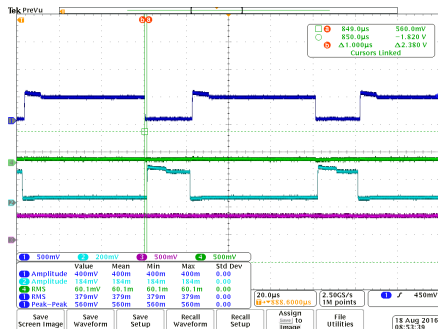 Tek PreVu
a 849.0µs 560.0mV
850.0µs -1.820 V
b Δ1.000µs Δ2.380 V
Cursors Linked
1 500mV 2 200mV 3 500mV 4 500mV
Value Mean Min Max Std Dev
1 Amplitude 400mV 400m 400m 400m 0.00
2 Amplitude 184mV 184m 184m 184m 0.00
4 RMS 60.1mV 60.1m 60.1m 60.1m 0.00
1 RMS 379mV 379m 379m 379m 0.00
1 Peak-Peak 560mV 560m 560m 560m 0.00
20.0µs 2.50GS/s 1 450mV
888.6000µs 1M points
Save Screen Image
Save Waveform
Save Setup
Recall Waveform
Recall Setup
Assign to Image
File Utilities
18 Aug 2016
08:53:39